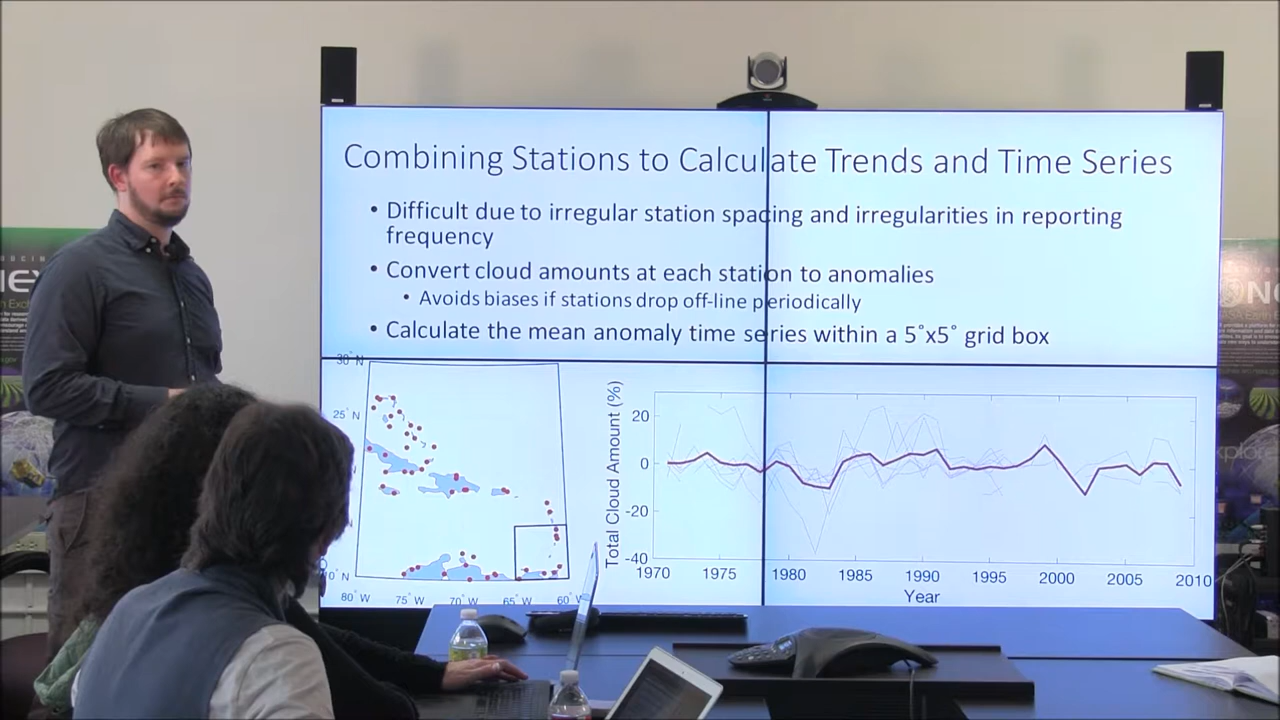 Combining Stations to Calculate Trends and Time Series
• Difficult due to irregular station spacing and irregularities in reporting
frequency
• Convert cloud amounts at each station to anomalies
• Avoids biases if stations drop off-line periodically
• Calculate the mean anomaly time series within a 5°x5° grid box
30° N
25° N
N
N
°N
80° W
75° W
70° W
65° W
60° W
Total Cloud Amount (%)
20
0
-20
-40
1970
1975
1980
1985
1990
1995
2000
2005
2010
Year